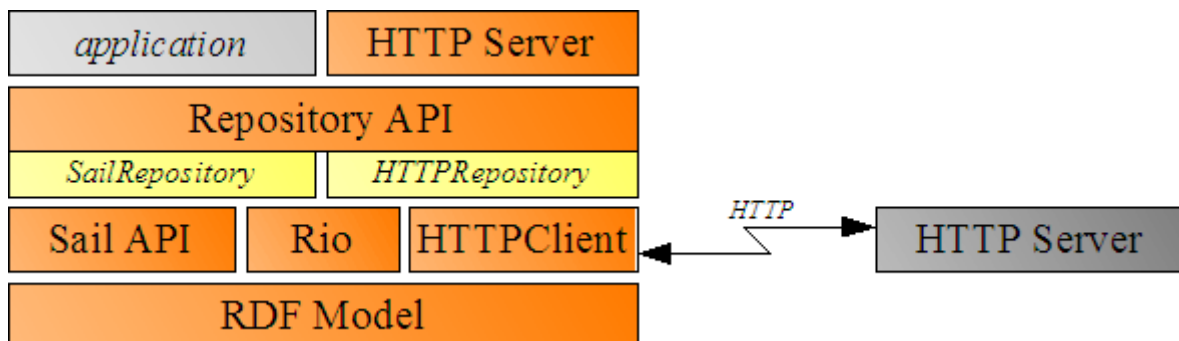 application HTTP Server
Repository API
SailRepository HTTPRepository
HTTP
Sail API Rio HTTPClient HTTP Server
RDF Model